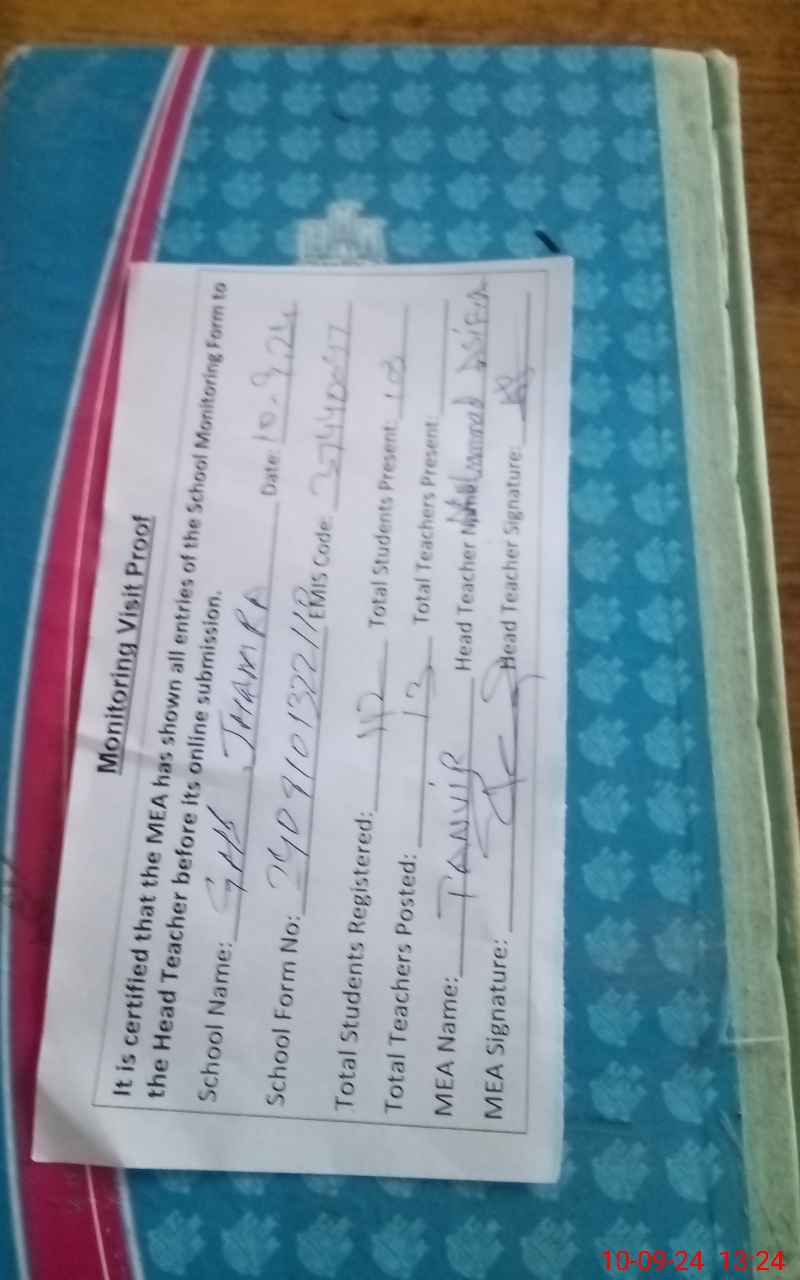 Monitoring Visit Proof
It is certified that the MEA has shown all entries of the School Monitoring Form to
the Head Teacher before its online submission.
School Name: JHAMRA Date: 10-9-24
School Form No: EMIS Code:
Total Students Registered: 112 Total Students Present: 103
Total Teachers Posted: 13 Total Teachers Present:
MEA Name: TANVIR Head Teacher Muhammad Asif
MEA Signature: Head Teacher Signature:
10-09-24 13:24